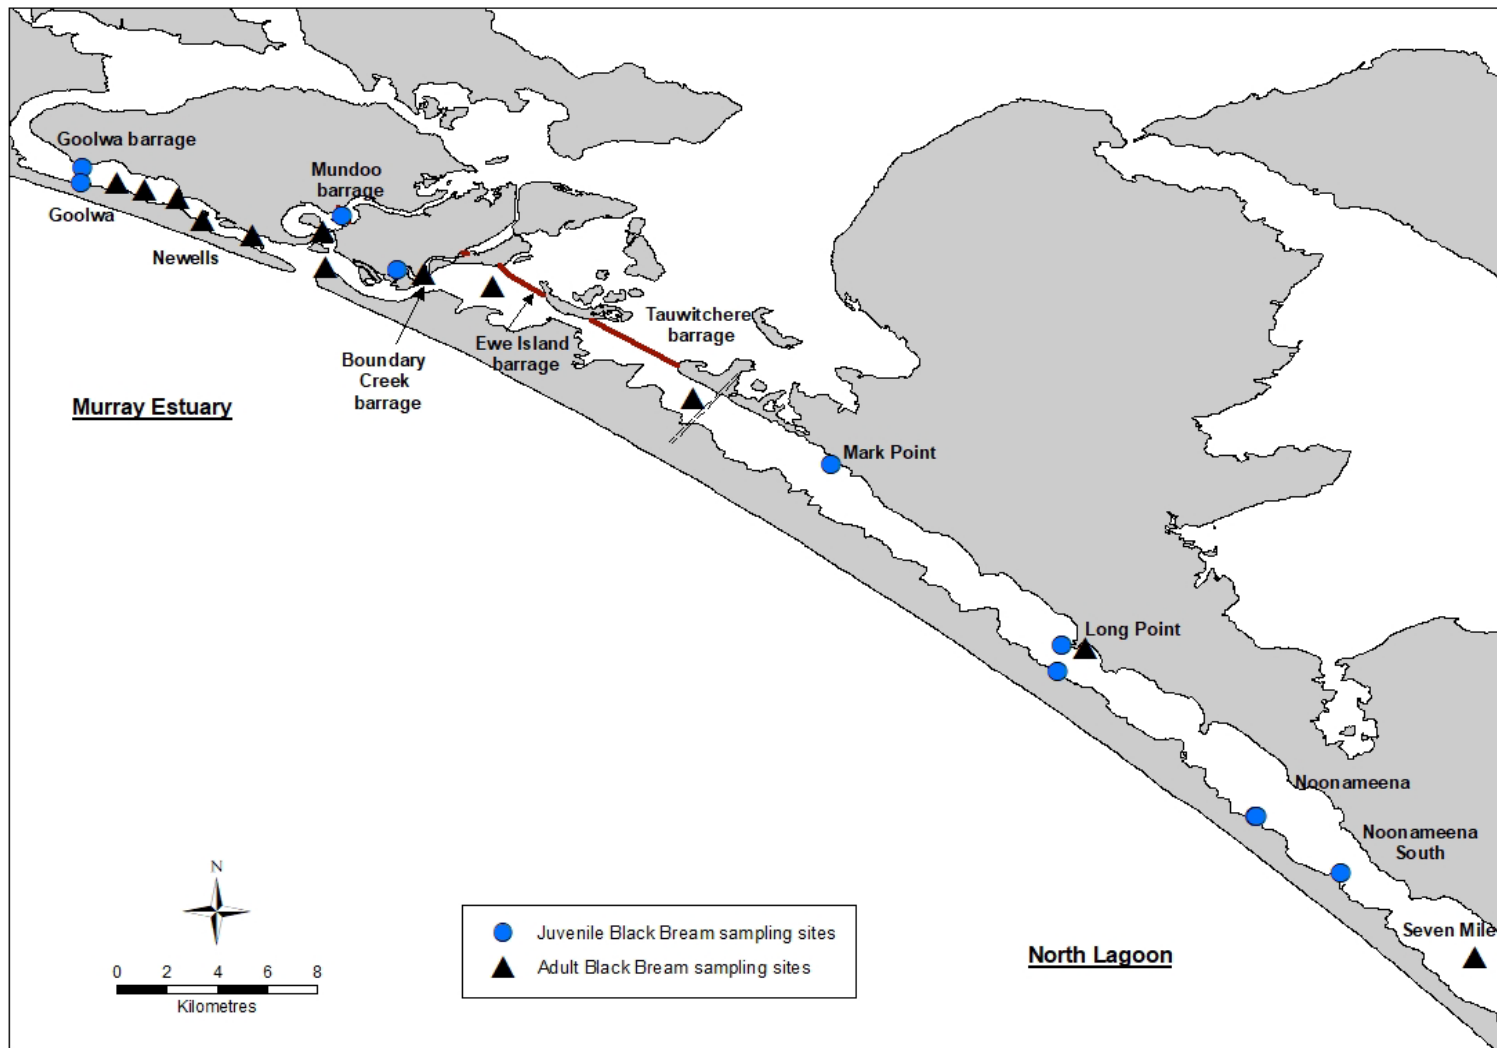 Goolwa barrage
Mundoo
barrage
Goolwa
Newells
Tauwitchere
barrage
Ewe Island
barrage
Boundary
Creek
barrage
Murray Estuary
Mark Point
Long Point
Noonameena
Noonameena
South
Seven Mile
North Lagoon
N
0 2 4 6 8
Kilometres
Juvenile Black Bream sampling sites
Adult Black Bream sampling sites